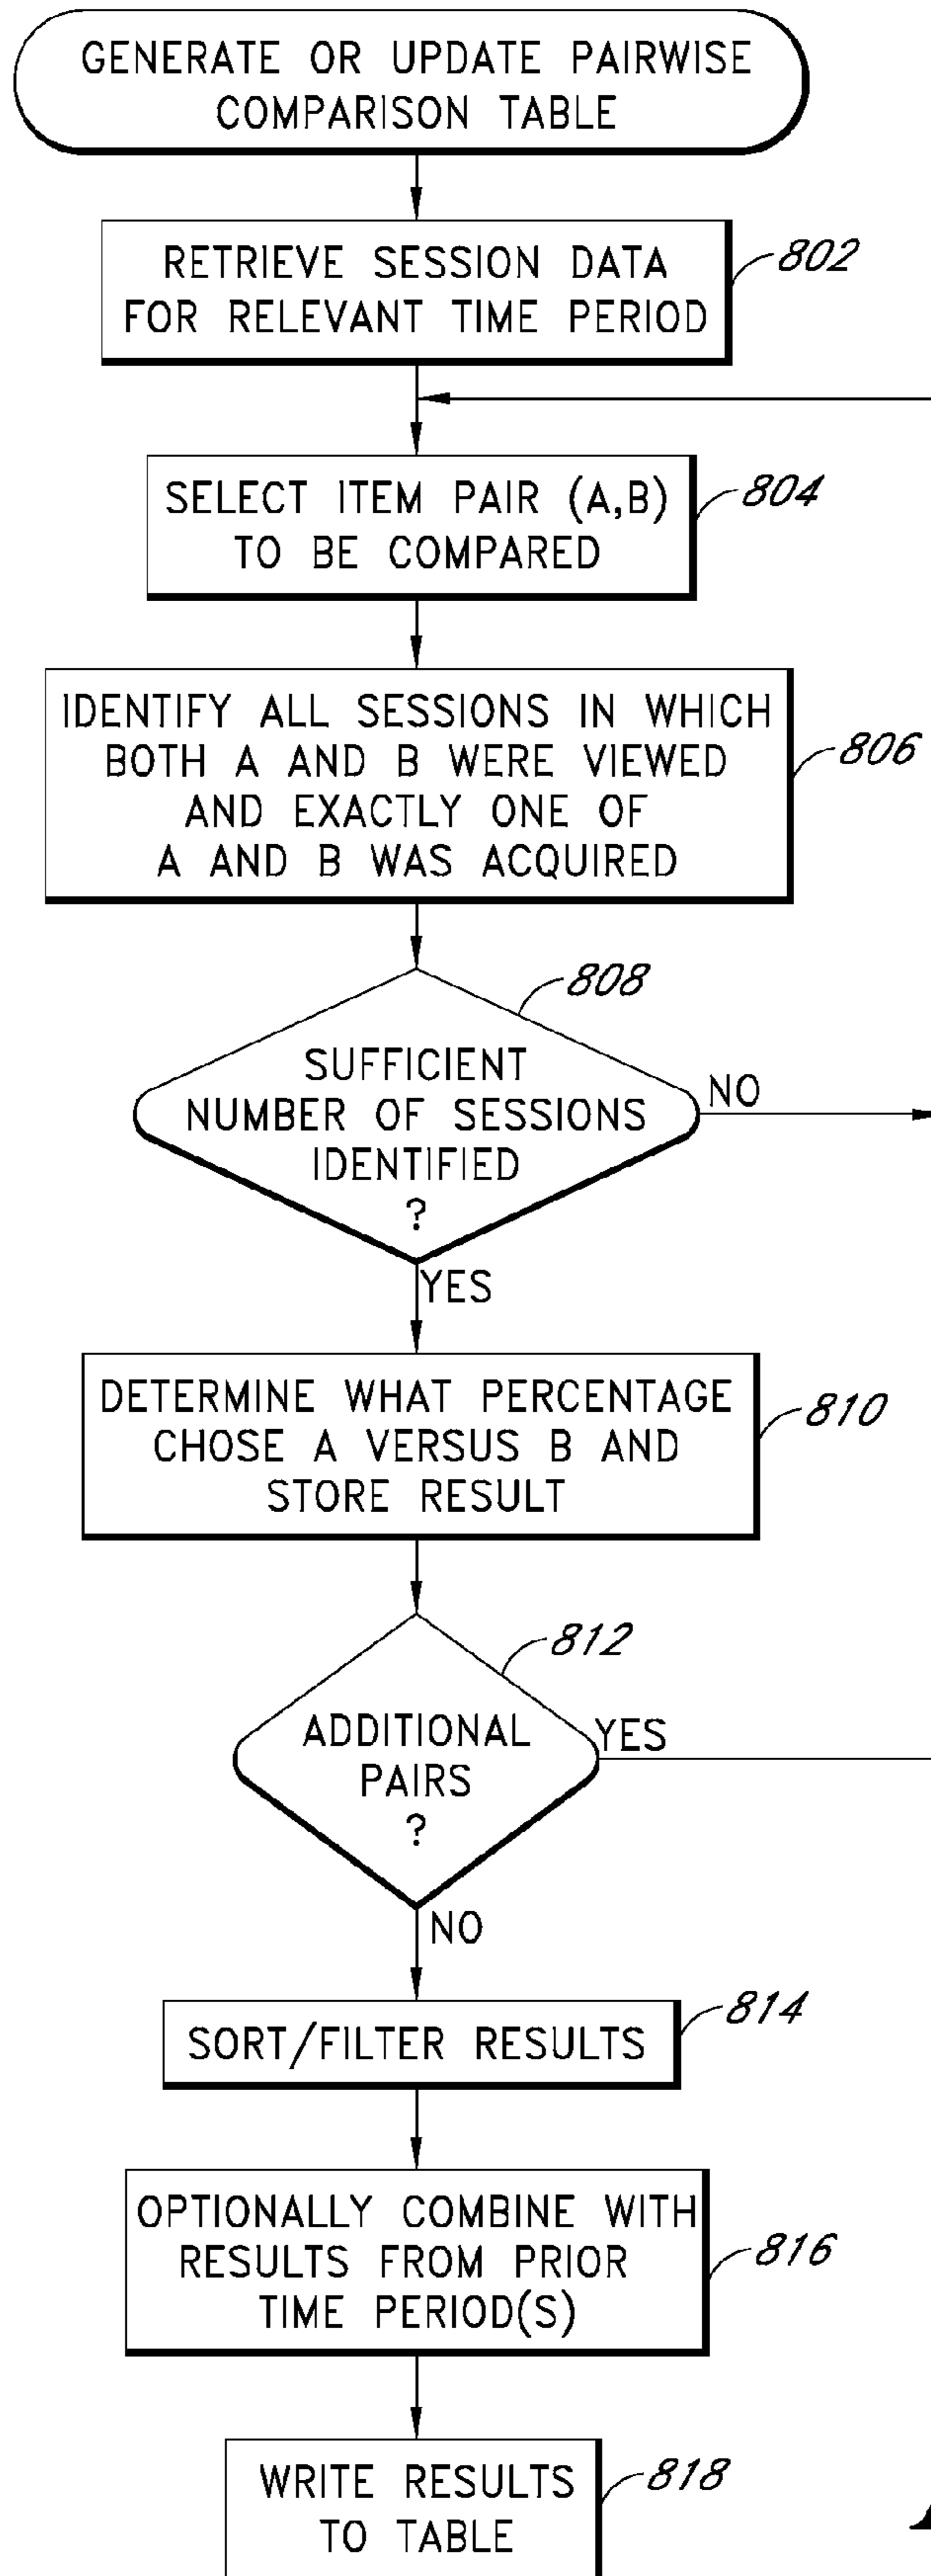 GENERATE OR UPDATE PAIRWISE
COMPARISON TABLE
RETRIEVE SESSION DATA
FOR RELEVANT TIME PERIOD
802
SELECT ITEM PAIR (A,B)
TO BE COMPARED
804
IDENTIFY ALL SESSIONS IN WHICH
BOTH A AND B WERE VIEWED
AND EXACTLY ONE OF
A AND B WAS ACQUIRED
806
808
SUFFICIENT
NUMBER OF SESSIONS
IDENTIFIED
?
NO
YES
DETERMINE WHAT PERCENTAGE
CHOSE A VERSUS B AND
STORE RESULT
810
812
ADDITIONAL
PAIRS
?
YES
NO
SORT/FILTER RESULTS
814
OPTIONALLY COMBINE WITH
RESULTS FROM PRIOR
TIME PERIOD(S)
816
WRITE RESULTS
TO TABLE
818